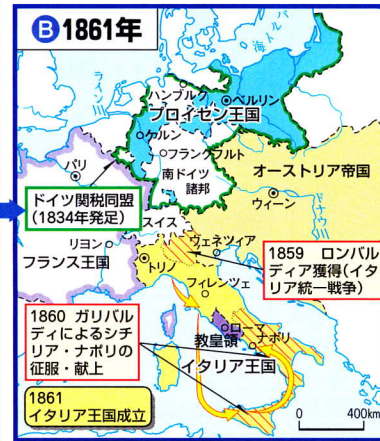 B 1861年
バルト海
ライン川
ハンブルク
ベルリン
プロイセン王国
ケルン
フランクフルト
パリ
南ドイツ
諸邦
オーストリア帝国
ウィーン
ドナウ川
ドイツ関税同盟
(1834年発足)
スイス
リヨン
フランス王国
ヴェネツィア
トリノ
1859 ロンバル
ディア獲得(イタ
リア統一戦争)
フィレンツェ
1860 ガリバル
ディによるシチ
リア・ナポリの
征服・献上
ローマ
教皇領
ナポリ
イタリア王国
1861
イタリア王国成立
0 400km